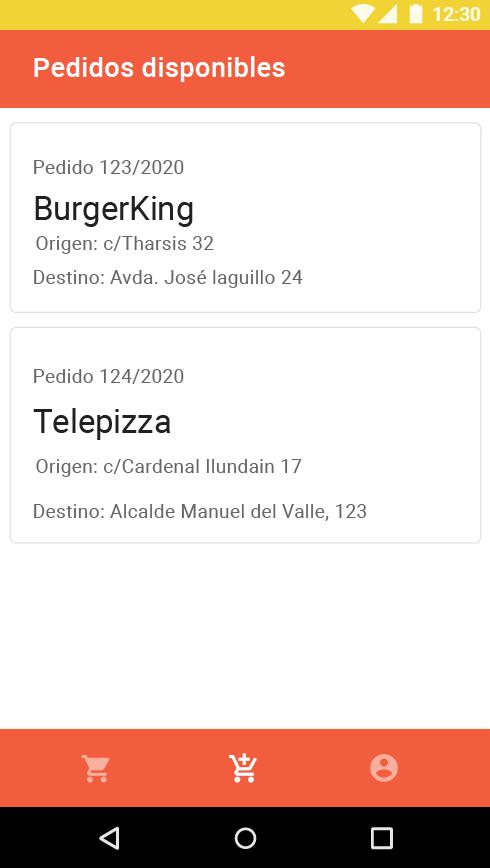 12:30
Pedidos disponibles
Pedido 123/2020
BurgerKing
Origen: c/Tharsis 32
Destino: Avda. José laguillo 24
Pedido 124/2020
Telepizza
Origen: c/Cardenal Ilundain 17
Destino: Alcalde Manuel del Valle, 123